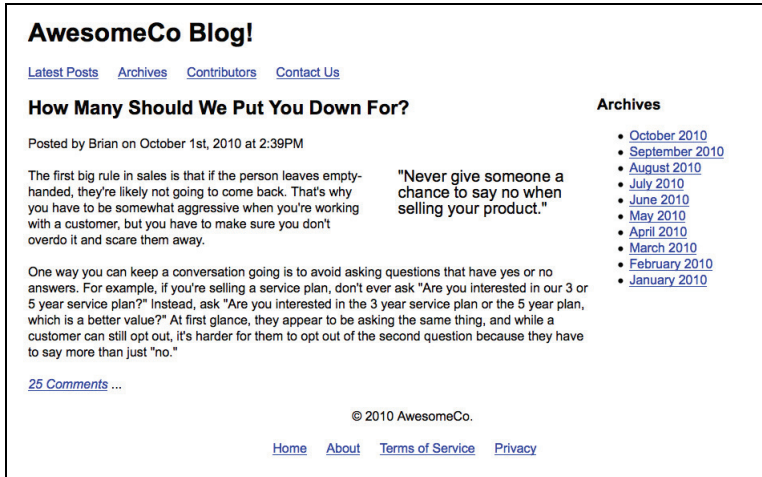 AwesomeCo Blog!
Latest Posts Archives Contributors Contact Us
How Many Should We Put You Down For?
Posted by Brian on October 1st, 2010 at 2:39PM
The first big rule in sales is that if the person leaves empty-
handed, they're likely not going to come back. That's why
you have to be somewhat aggressive when you're working
with a customer, but you have to make sure you don't
overdo it and scare them away.
"Never give someone a
chance to say no when
selling your product."
One way you can keep a conversation going is to avoid asking questions that have yes or no
answers. For example, if you're selling a service plan, don't ever ask "Are you interested in our 3 or
5 year service plan?" Instead, ask "Are you interested in the 3 year service plan or the 5 year plan,
which is a better value?" At first glance, they appear to be asking the same thing, and while a
customer can still opt out, it's harder for them to opt out of the second question because they have
to say more than just "no."
25 Comments ...
Archives
October 2010
September 2010
August 2010
July 2010
June 2010
May 2010
April 2010
March 2010
February 2010
January 2010
© 2010 AwesomeCo.
Home About Terms of Service Privacy